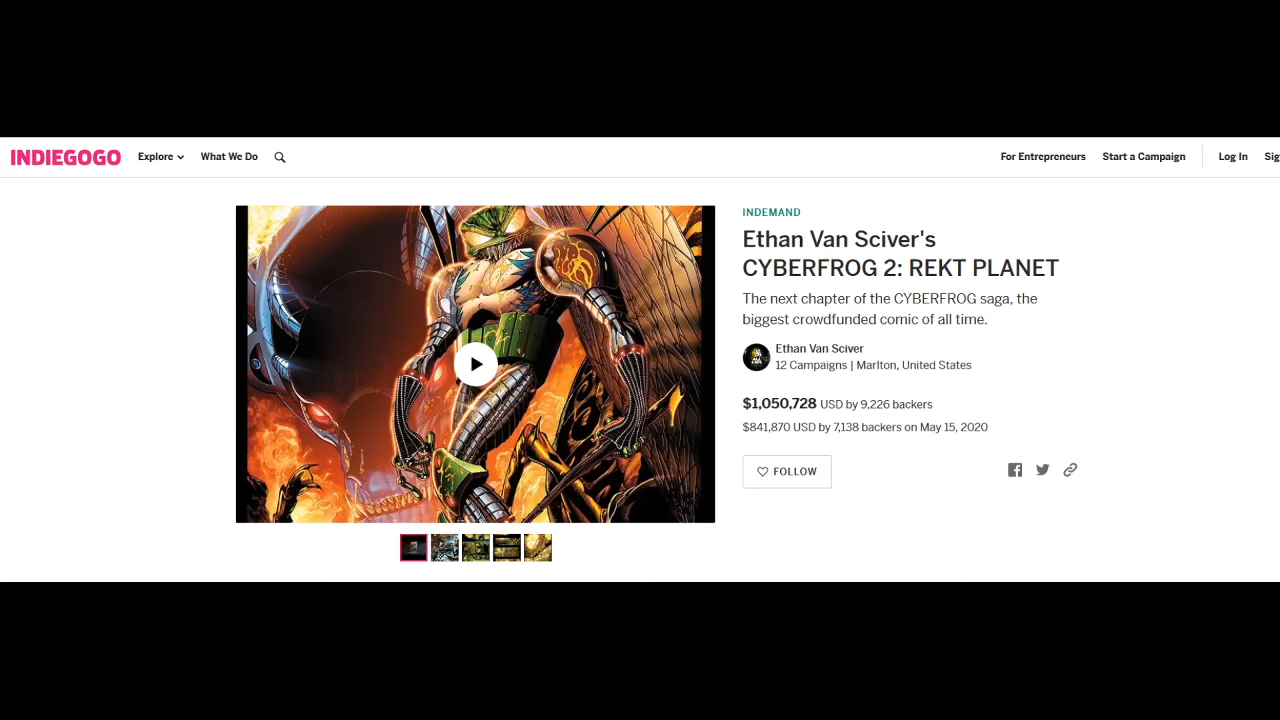 INDIEGOGO Explore What We Do For Entrepreneurs Start a Campaign Log In Sig
INDEMAND
Ethan Van Sciver's
CYBERFROG 2: REKT PLANET
The next chapter of the CYBERFROG saga, the
biggest crowdfunded comic of all time.
Ethan Van Sciver
12 Campaigns | Marlton, United States
$1,050,728 USD by 9,226 backers
$841,870 USD by 7,138 backers on May 15, 2020
FOLLOW